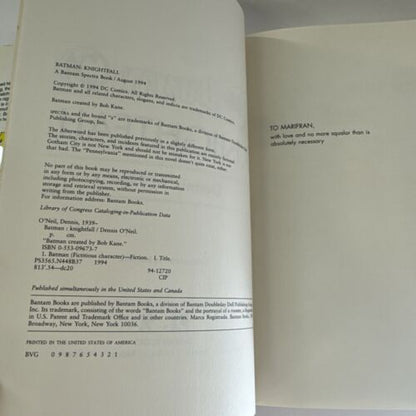 BATMAN: KNIGHTFALL
A Bantam Spectra Book / August 1994
Copyright © 1994 DC Comics. All Rights Reserved.
Batman and all related characters, slogans, and indicia are trademarks of DC Comics.
Batman created by Bob Kane.
SPECTRA and the bound "s" are trademarks of Bantam Books, a division of Bantam Doubleday Dell
Publishing Group, Inc.
The Afterword has been published previously in a slightly different form.
The stories, characters, and incidents featured in this publication are entirely fictional.
Gotham City is not New York and should not be mistaken for it. New York isn't
that bad. The "Pennsylvania" mentioned in this novel doesn't quite exist, either.
No part of this book may be reproduced or transmitted
in any form or by any means, electronic or mechanical,
including photocopying, recording, or by any information
storage and retrieval system, without permission in
writing from the publisher.
For information address: Bantam Books.
Library of Congress Cataloging-in-Publication Data
O'Neil, Dennis, 1939–
Batman : knightfall / Dennis O'Neil.
p. cm.
"Batman created by Bob Kane."
ISBN 0-553-09673-7
1. Batman (Fictitious character)—Fiction. I. Title.
PS3565.N448B37 1994
813'.54—dc20 94-12720
CIP
Published simultaneously in the United States and Canada
Bantam Books are published by Bantam Books, a division of Bantam Doubleday Dell Publishing
Inc. Its trademark, consisting of the words "Bantam Books" and the portrayal of a rooster, is
in U.S. Patent and Trademark Office and in other countries. Marca Registrada. Bantam Books,
Broadway, New York, New York 10036.
PRINTED IN THE UNITED STATES OF AMERICA
BVG 0 9 8 7 6 5 4 3 2 1
TO MARIFRAN,
with love and no more squalor than is
absolutely necessary